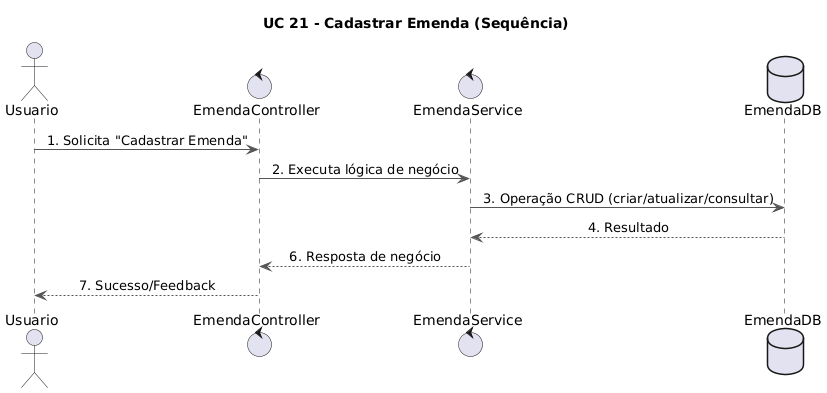 UC 21 - Cadastrar Emenda (Sequência)
Usuario
EmendaController
EmendaService
EmendaDB
1. Solicita "Cadastrar Emenda"
2. Executa lógica de negócio
3. Operação CRUD (criar/atualizar/consultar)
4. Resultado
6. Resposta de negócio
7. Sucesso/Feedback
Usuario
EmendaController
EmendaService
EmendaDB